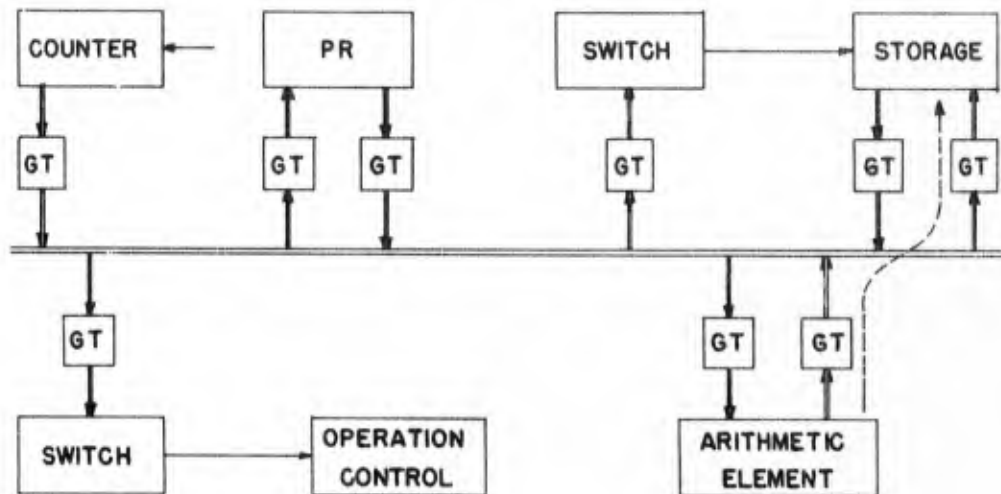 COUNTER
PR
SWITCH
STORAGE
GT
GT
GT
GT
GT
GT
GT
GT
GT
SWITCH
OPERATION
CONTROL
ARITHMETIC
ELEMENT